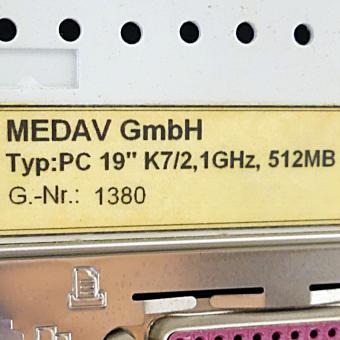 MEDAV GmbH
Typ:PC 19" K7/2,1GHz, 512MB
G.-Nr.: 1380